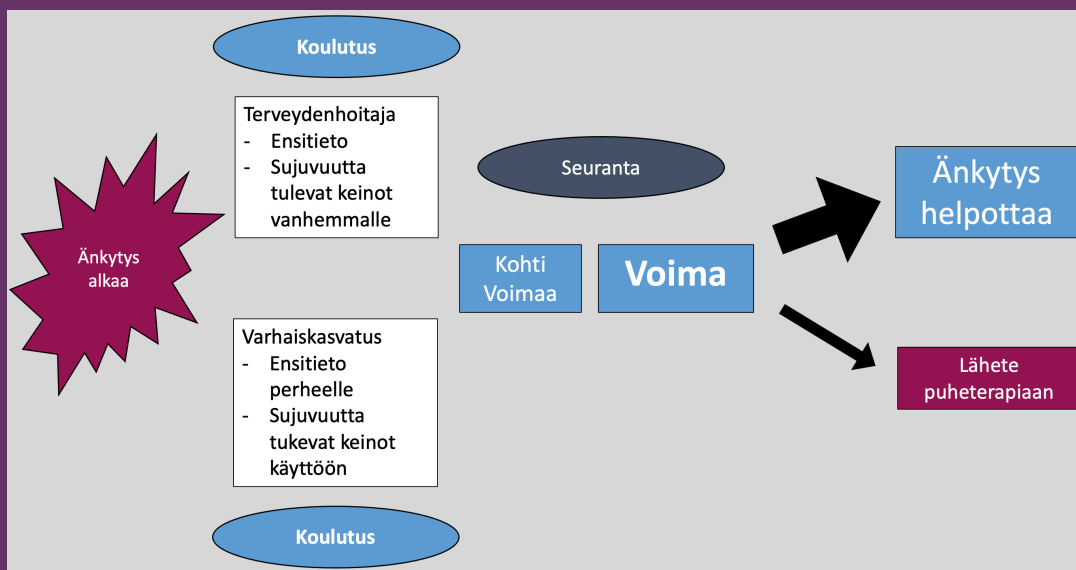 Koulutus
Terveydenhoitaja
- Ensitieto
- Sujuvuutta
tulevat keinot
vanhemmalle
Änkytys
alkaa
Varhaiskasvatus
- Ensitieto
perheelle
- Sujuvuutta
tukevat keinot
käyttöön
Koulutus
Seuranta
Kohti
Voimaa
Voima
Änkytys
helpottaa
Lähete
puheterapiaan